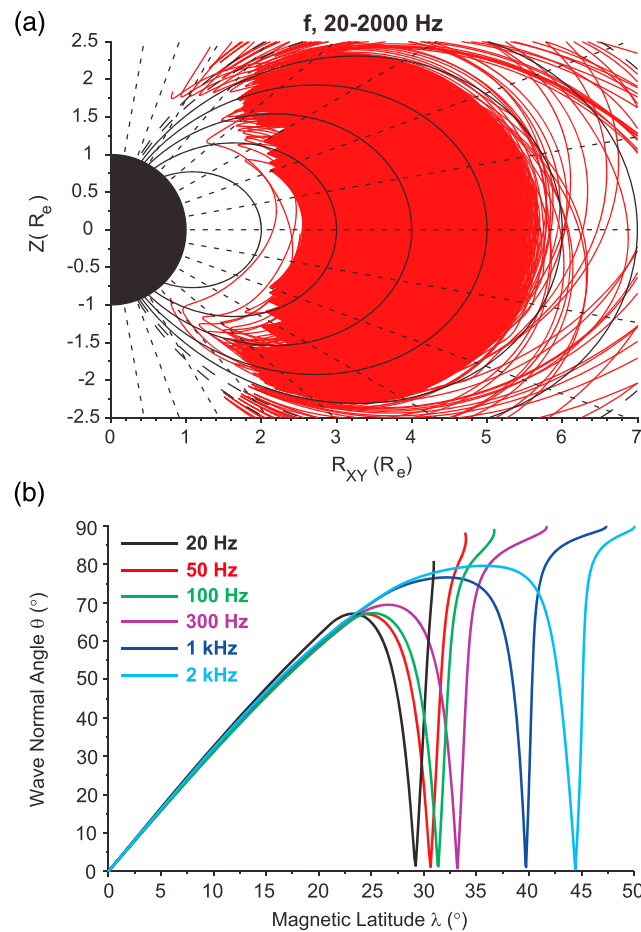 (a)
f, 20-2000 Hz
2.5
2
1.5
1
0.5
0
-0.5
-1
-1.5
-2
-2.5
Z( Rₑ)
0 1 2 3 4 5 6 7
R_XY (Rₑ)
(b)
90
80
70
60
50
40
30
20
10
0
Wave Normal Angle θ (°)
20 Hz
50 Hz
100 Hz
300 Hz
1 kHz
2 kHz
0 5 10 15 20 25 30 35 40 45 50
Magnetic Latitude λ (°)